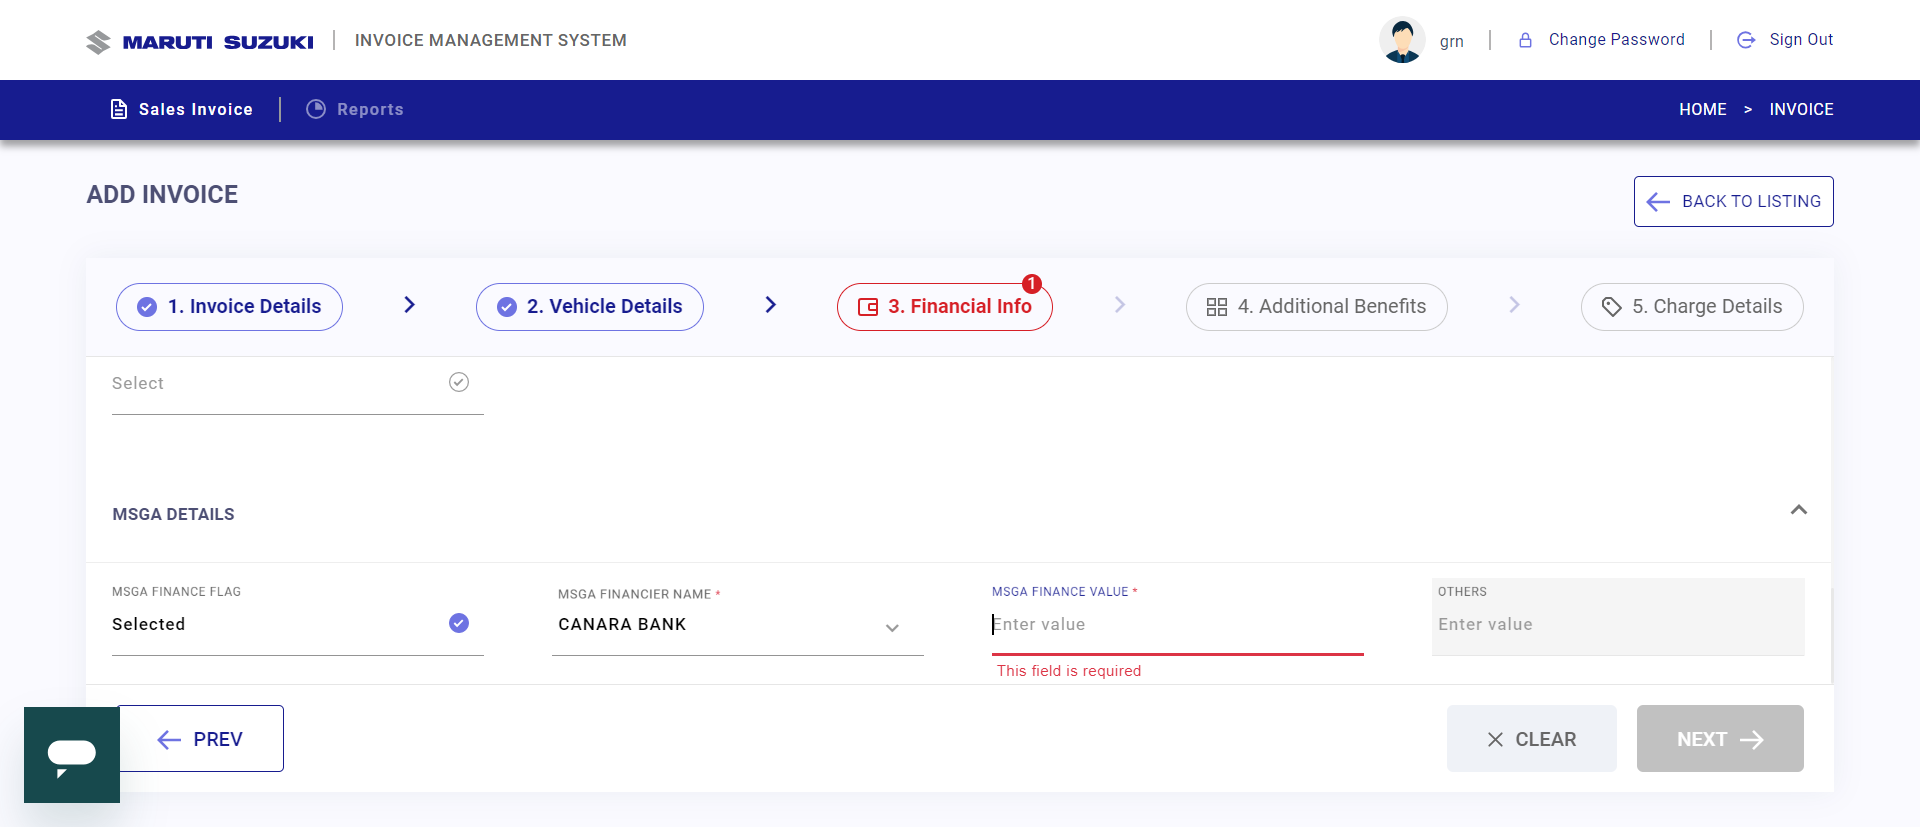 MARUTI SUZUKI
INVOICE MANAGEMENT SYSTEM
grn
Change Password
Sign Out
Sales Invoice
Reports
HOME > INVOICE
ADD INVOICE
BACK TO LISTING
1. Invoice Details
2. Vehicle Details
3. Financial Info
1
4. Additional Benefits
5. Charge Details
Select
MSGA DETAILS
MSGA FINANCE FLAG
Selected
MSGA FINANCIER NAME *
CANARA BANK
MSGA FINANCE VALUE *
Enter value
This field is required
OTHERS
Enter value
PREV
CLEAR
NEXT